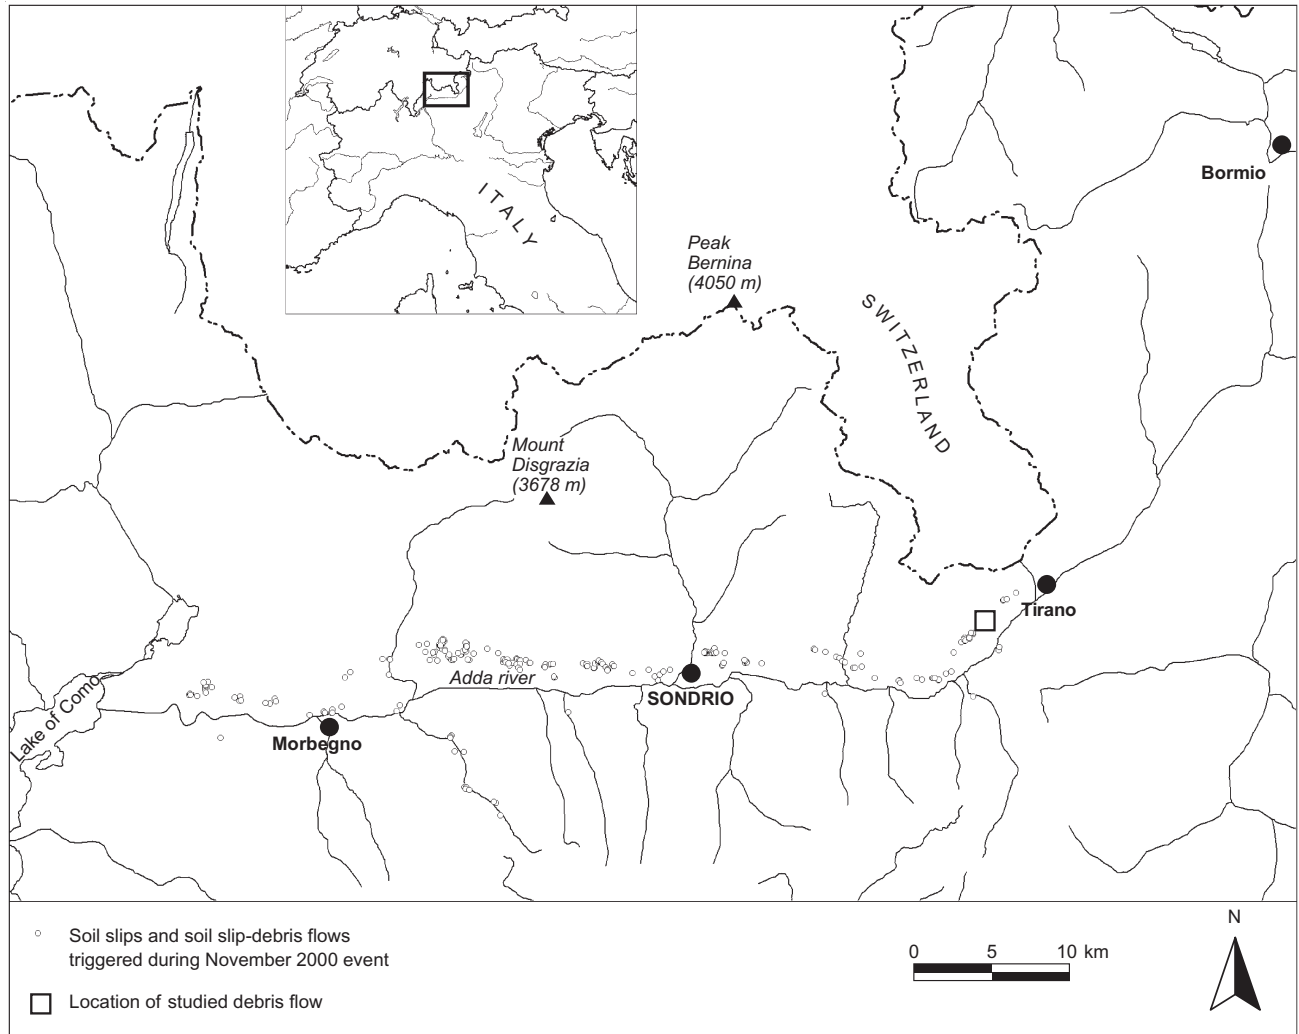 ITALY
Bormio
Peak
Bernina
(4050 m)
SWITZERLAND
Mount
Disgrazia
(3678 m)
Tirano
Adda river
SONDRIO
Lake of Como
Morbegno
Soil slips and soil slip-debris flows
triggered during November 2000 event
Location of studied debris flow
0 5 10 km
N